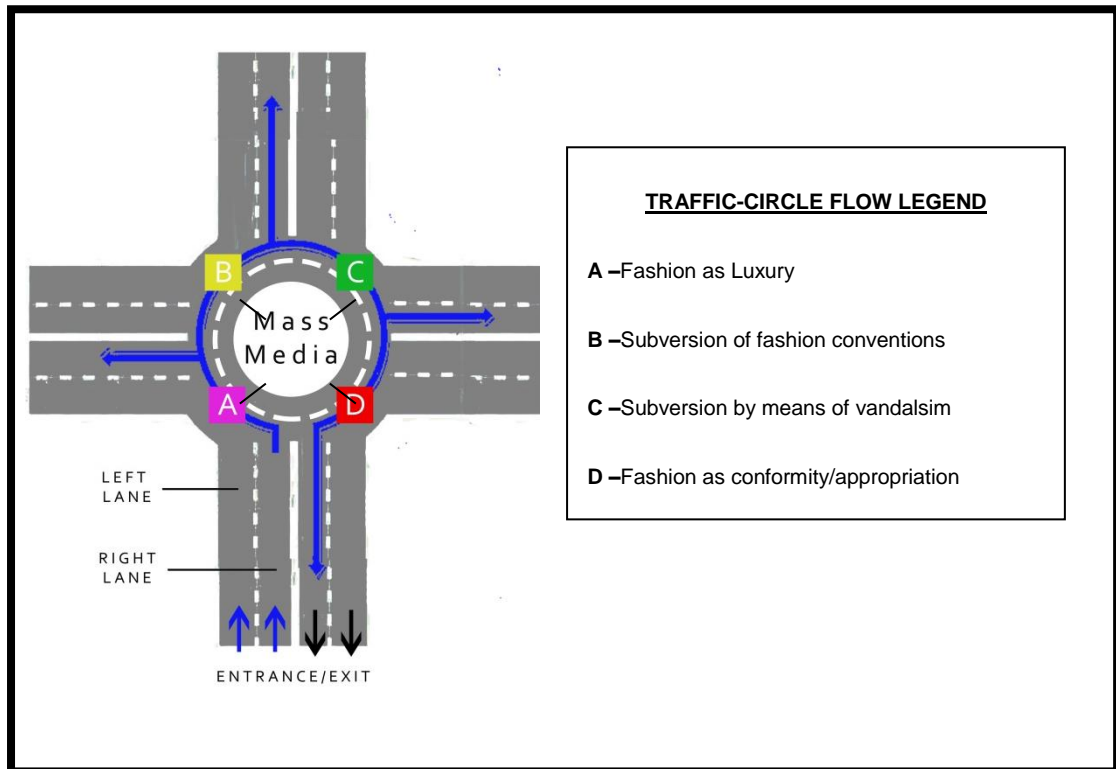 B
C
Mass
Media
A
D
LEFT
LANE
RIGHT
LANE
ENTRANCE/EXIT
TRAFFIC-CIRCLE FLOW LEGEND
A –Fashion as Luxury
B –Subversion of fashion conventions
C –Subversion by means of vandalsim
D –Fashion as conformity/appropriation